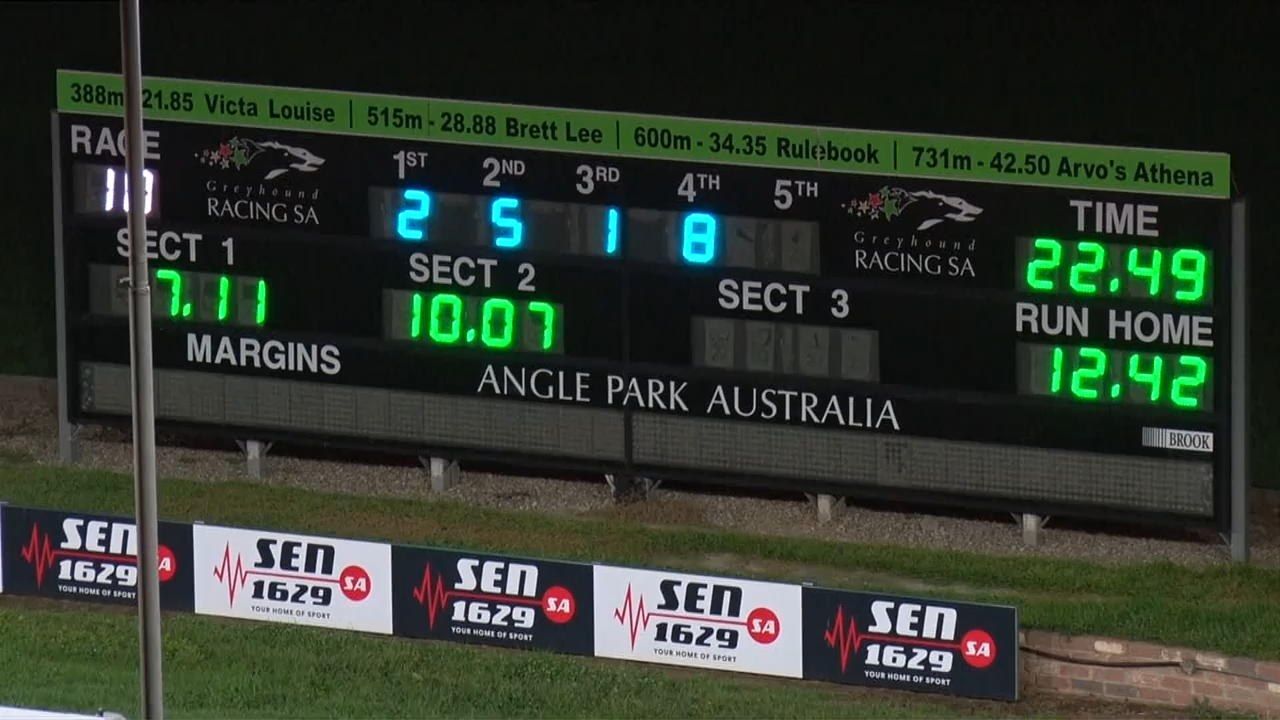 388m 21.85 Victa Louise | 515m - 28.88 Brett Lee | 600m - 34.35 Rulebook | 731m - 42.50 Arvo's Athena
RACE
Greyhound
RACING SA
1ST 2ND 3RD 4TH 5TH
2 5 1 8
Greyhound
RACING SA
TIME
22.49
SECT 1
7.11
SECT 2
10.07
SECT 3
RUN HOME
12.42
MARGINS
ANGLE PARK AUSTRALIA
BROOK
SEN
1629
YOUR HOME OF SPORT
SEN
1629 SA
YOUR HOME OF SPORT
SEN
1629 SA
YOUR HOME OF SPORT
SEN
1629 SA
YOUR HOME OF SPORT
SEN
1629 SA
YOUR HOME OF SPORT